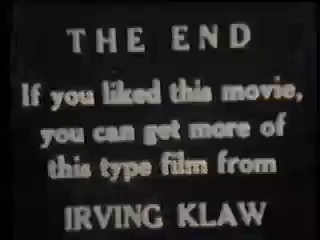 THE END
If you liked this movie,
you can get more of
this type film from
IRVING KLAW